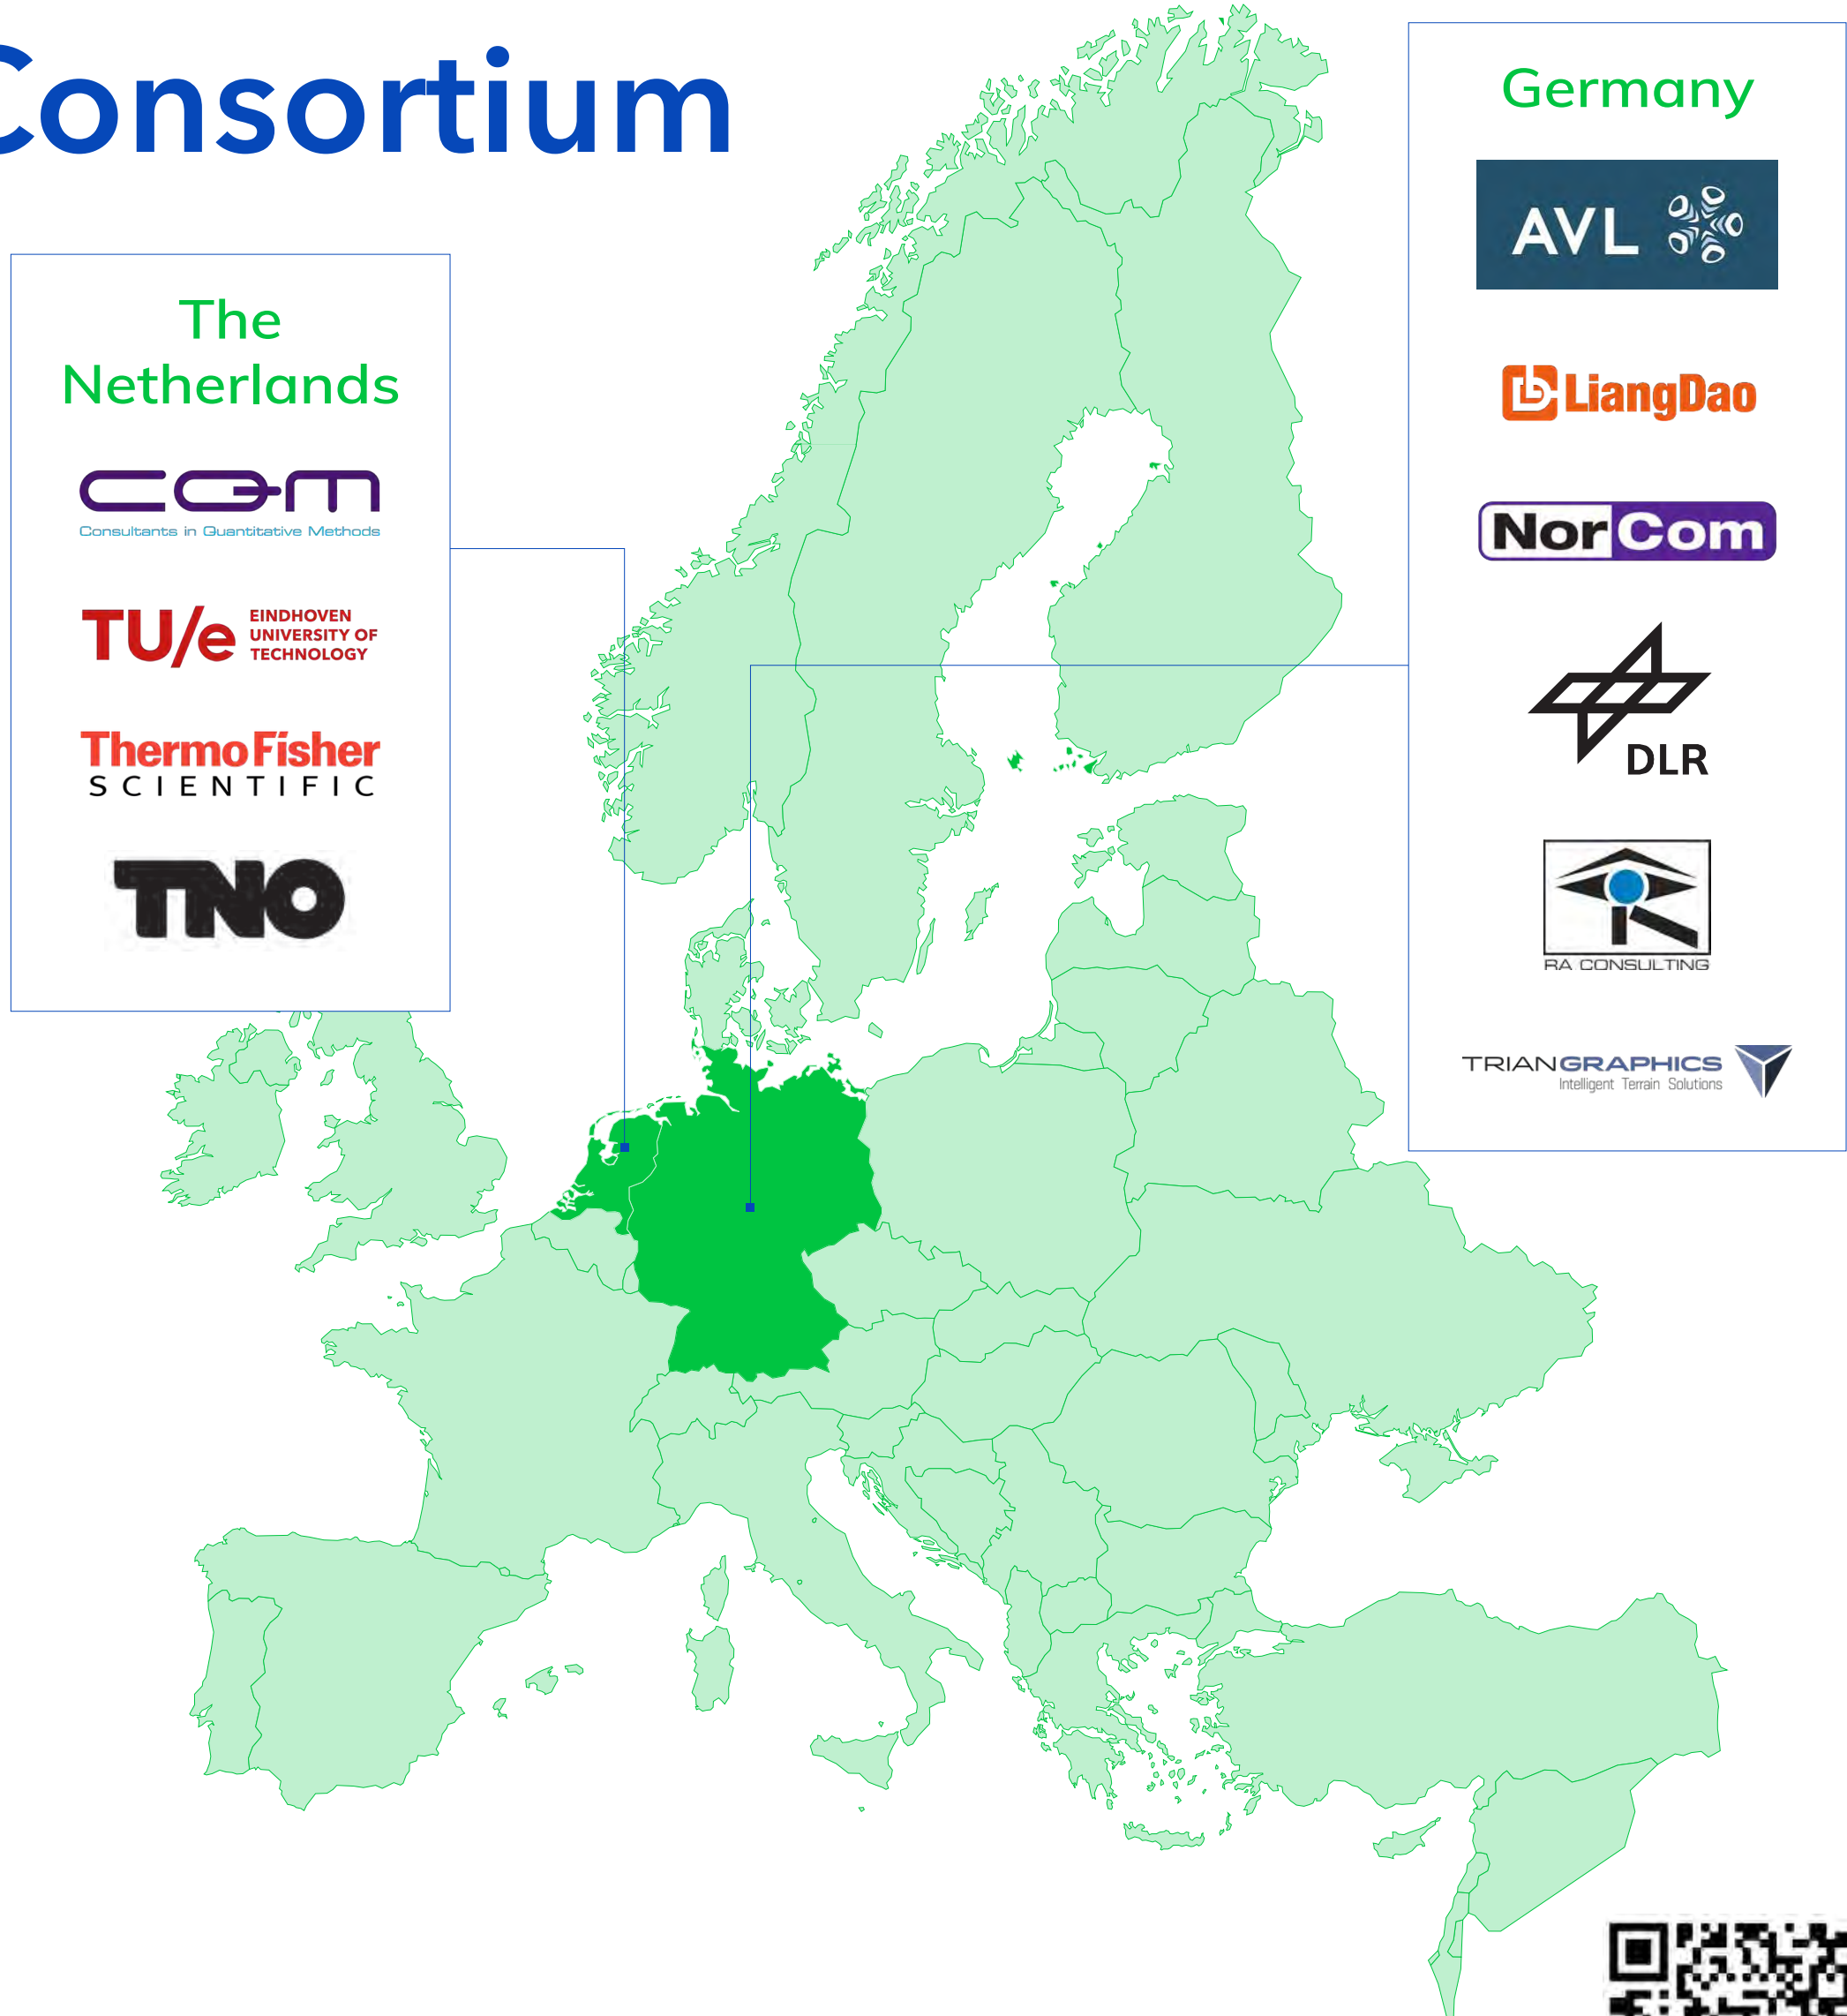 Consortium
The
Netherlands
CQM
Consultants in Quantitative Methods
TU/e EINDHOVEN
UNIVERSITY OF
TECHNOLOGY
ThermoFisher
SCIENTIFIC
TNO
Germany
AVL
LiangDao
NorCom
DLR
RA CONSULTING
TRIANGRAPHICS
Intelligent Terrain Solutions